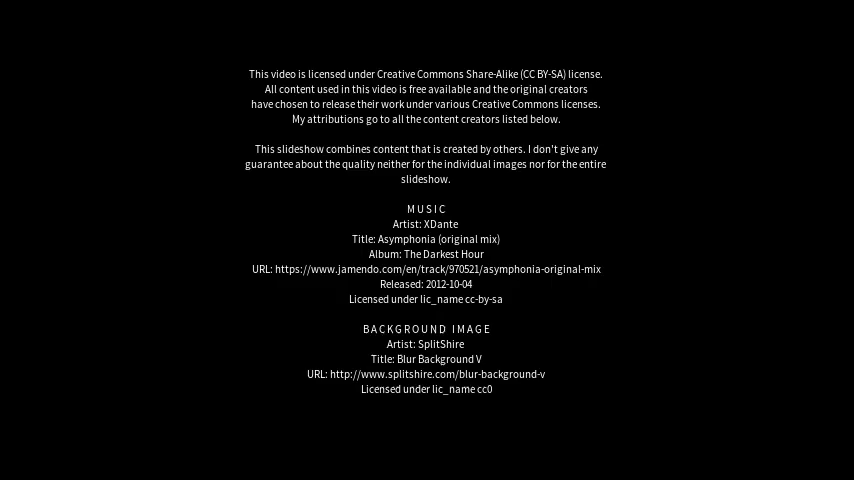 This video is licensed under Creative Commons Share-Alike (CC BY-SA) license.
All content used in this video is free available and the original creators
have chosen to release their work under various Creative Commons licenses.
My attributions go to all the content creators listed below.
This slideshow combines content that is created by others. I don't give any
guarantee about the quality neither for the individual images nor for the entire
slideshow.
MUSIC
Artist: XDante
Title: Asymphonia (original mix)
Album: The Darkest Hour
URL: https://www.jamendo.com/en/track/970521/asymphonia-original-mix
Released: 2012-10-04
Licensed under lic_name cc-by-sa
BACKGROUND IMAGE
Artist: SplitShire
Title: Blur Background V
URL: http://www.splitshire.com/blur-background-v
Licensed under lic_name cc0